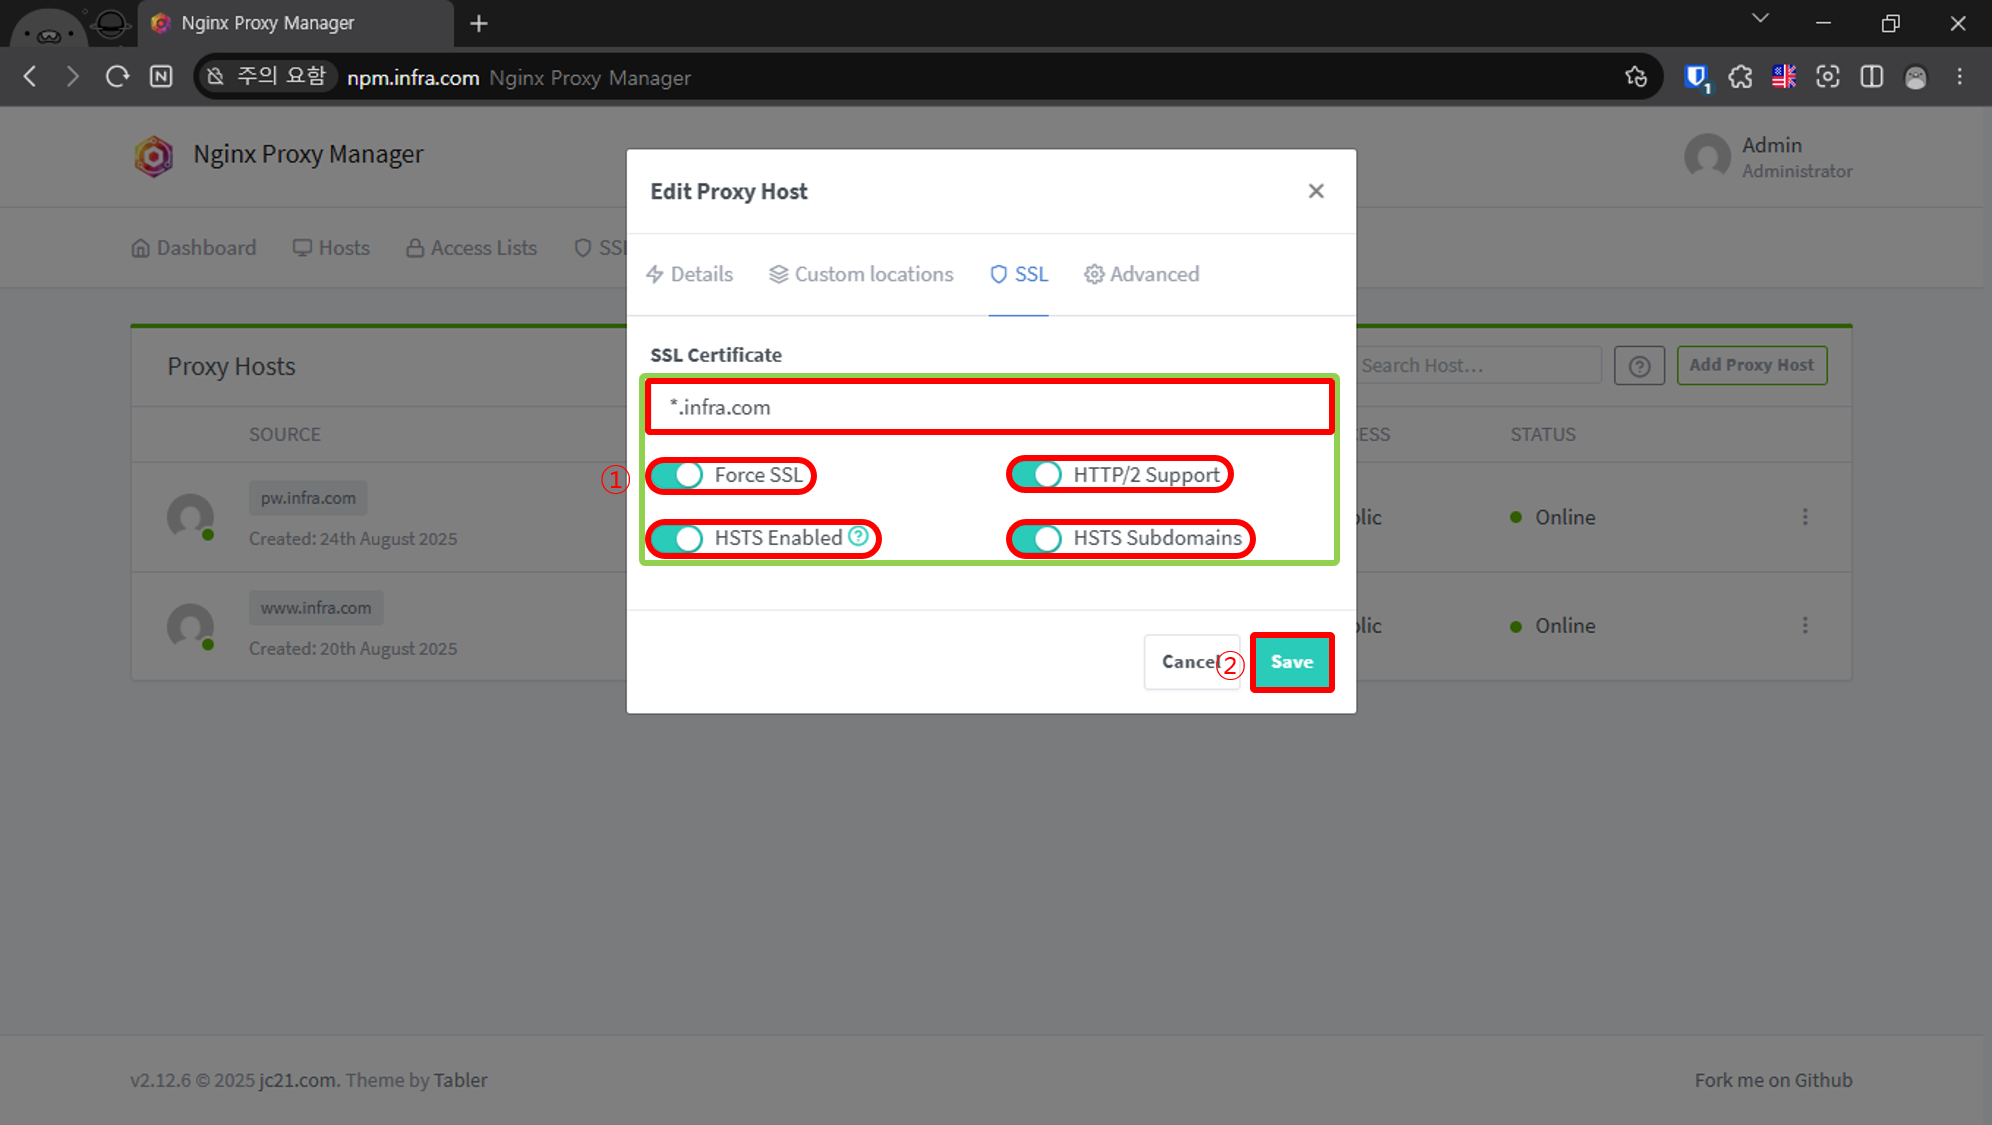 Nginx Proxy Manager
주의 요함 npm.infra.com Nginx Proxy Manager
1
Nginx Proxy Manager
Admin
Administrator
Dashboard Hosts Access Lists SSL
Edit Proxy Host
Details Custom locations SSL Advanced
Proxy Hosts
Search Host...
Add Proxy Host
SSL Certificate
*.infra.com
SOURCE
CESS
STATUS
① Force SSL HTTP/2 Support
HSTS Enabled HSTS Subdomains
pw.infra.com
Created: 24th August 2025
blic
Online
www.infra.com
Created: 20th August 2025
blic
Online
Cancel ② Save
v2.12.6 © 2025 jc21.com. Theme by Tabler
Fork me on Github